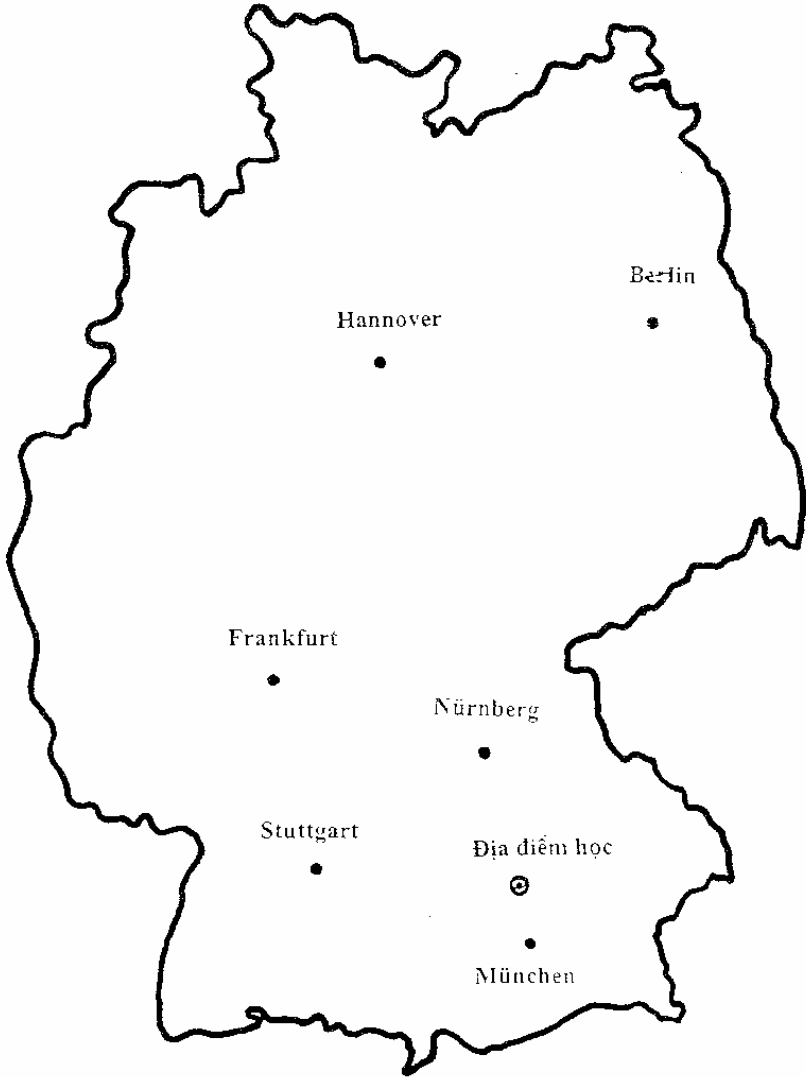 Berlin
Hannover
Frankfurt
Nürnberg
Stuttgart
Địa điểm học
München